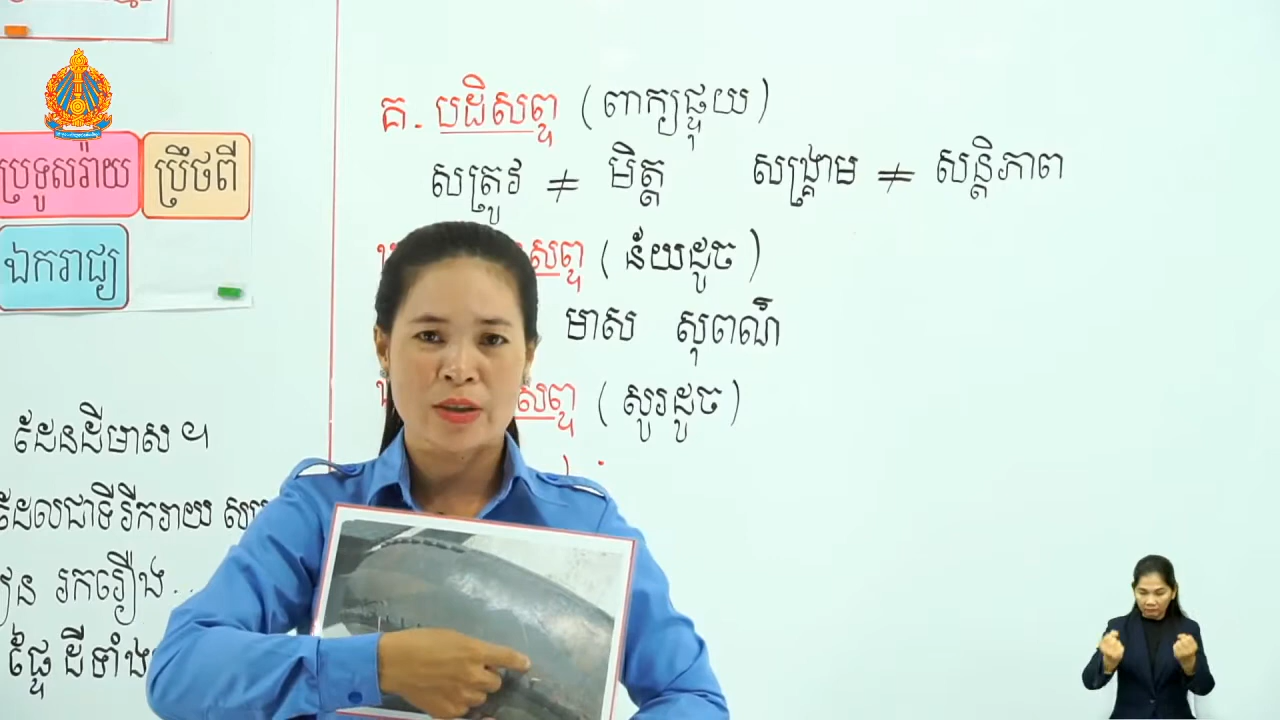 ប្រទូសរ៉ាយ
ប្រឹថពី
ឯករាជ្យ
ដែនដីមាស ។
ដែលជាទីរីករាយ
រករឿង...
ផ្ទៃដីទាំង
គ. បដិសព្ទ (ពាក្យផ្ទុយ)
សត្រូវ ≠ មិត្ត សង្គ្រាម ≠ សន្តិភាព
សព្ទ (ន័យដូច)
មាស សុពណ៌
សព្ទ (សូរដូច)